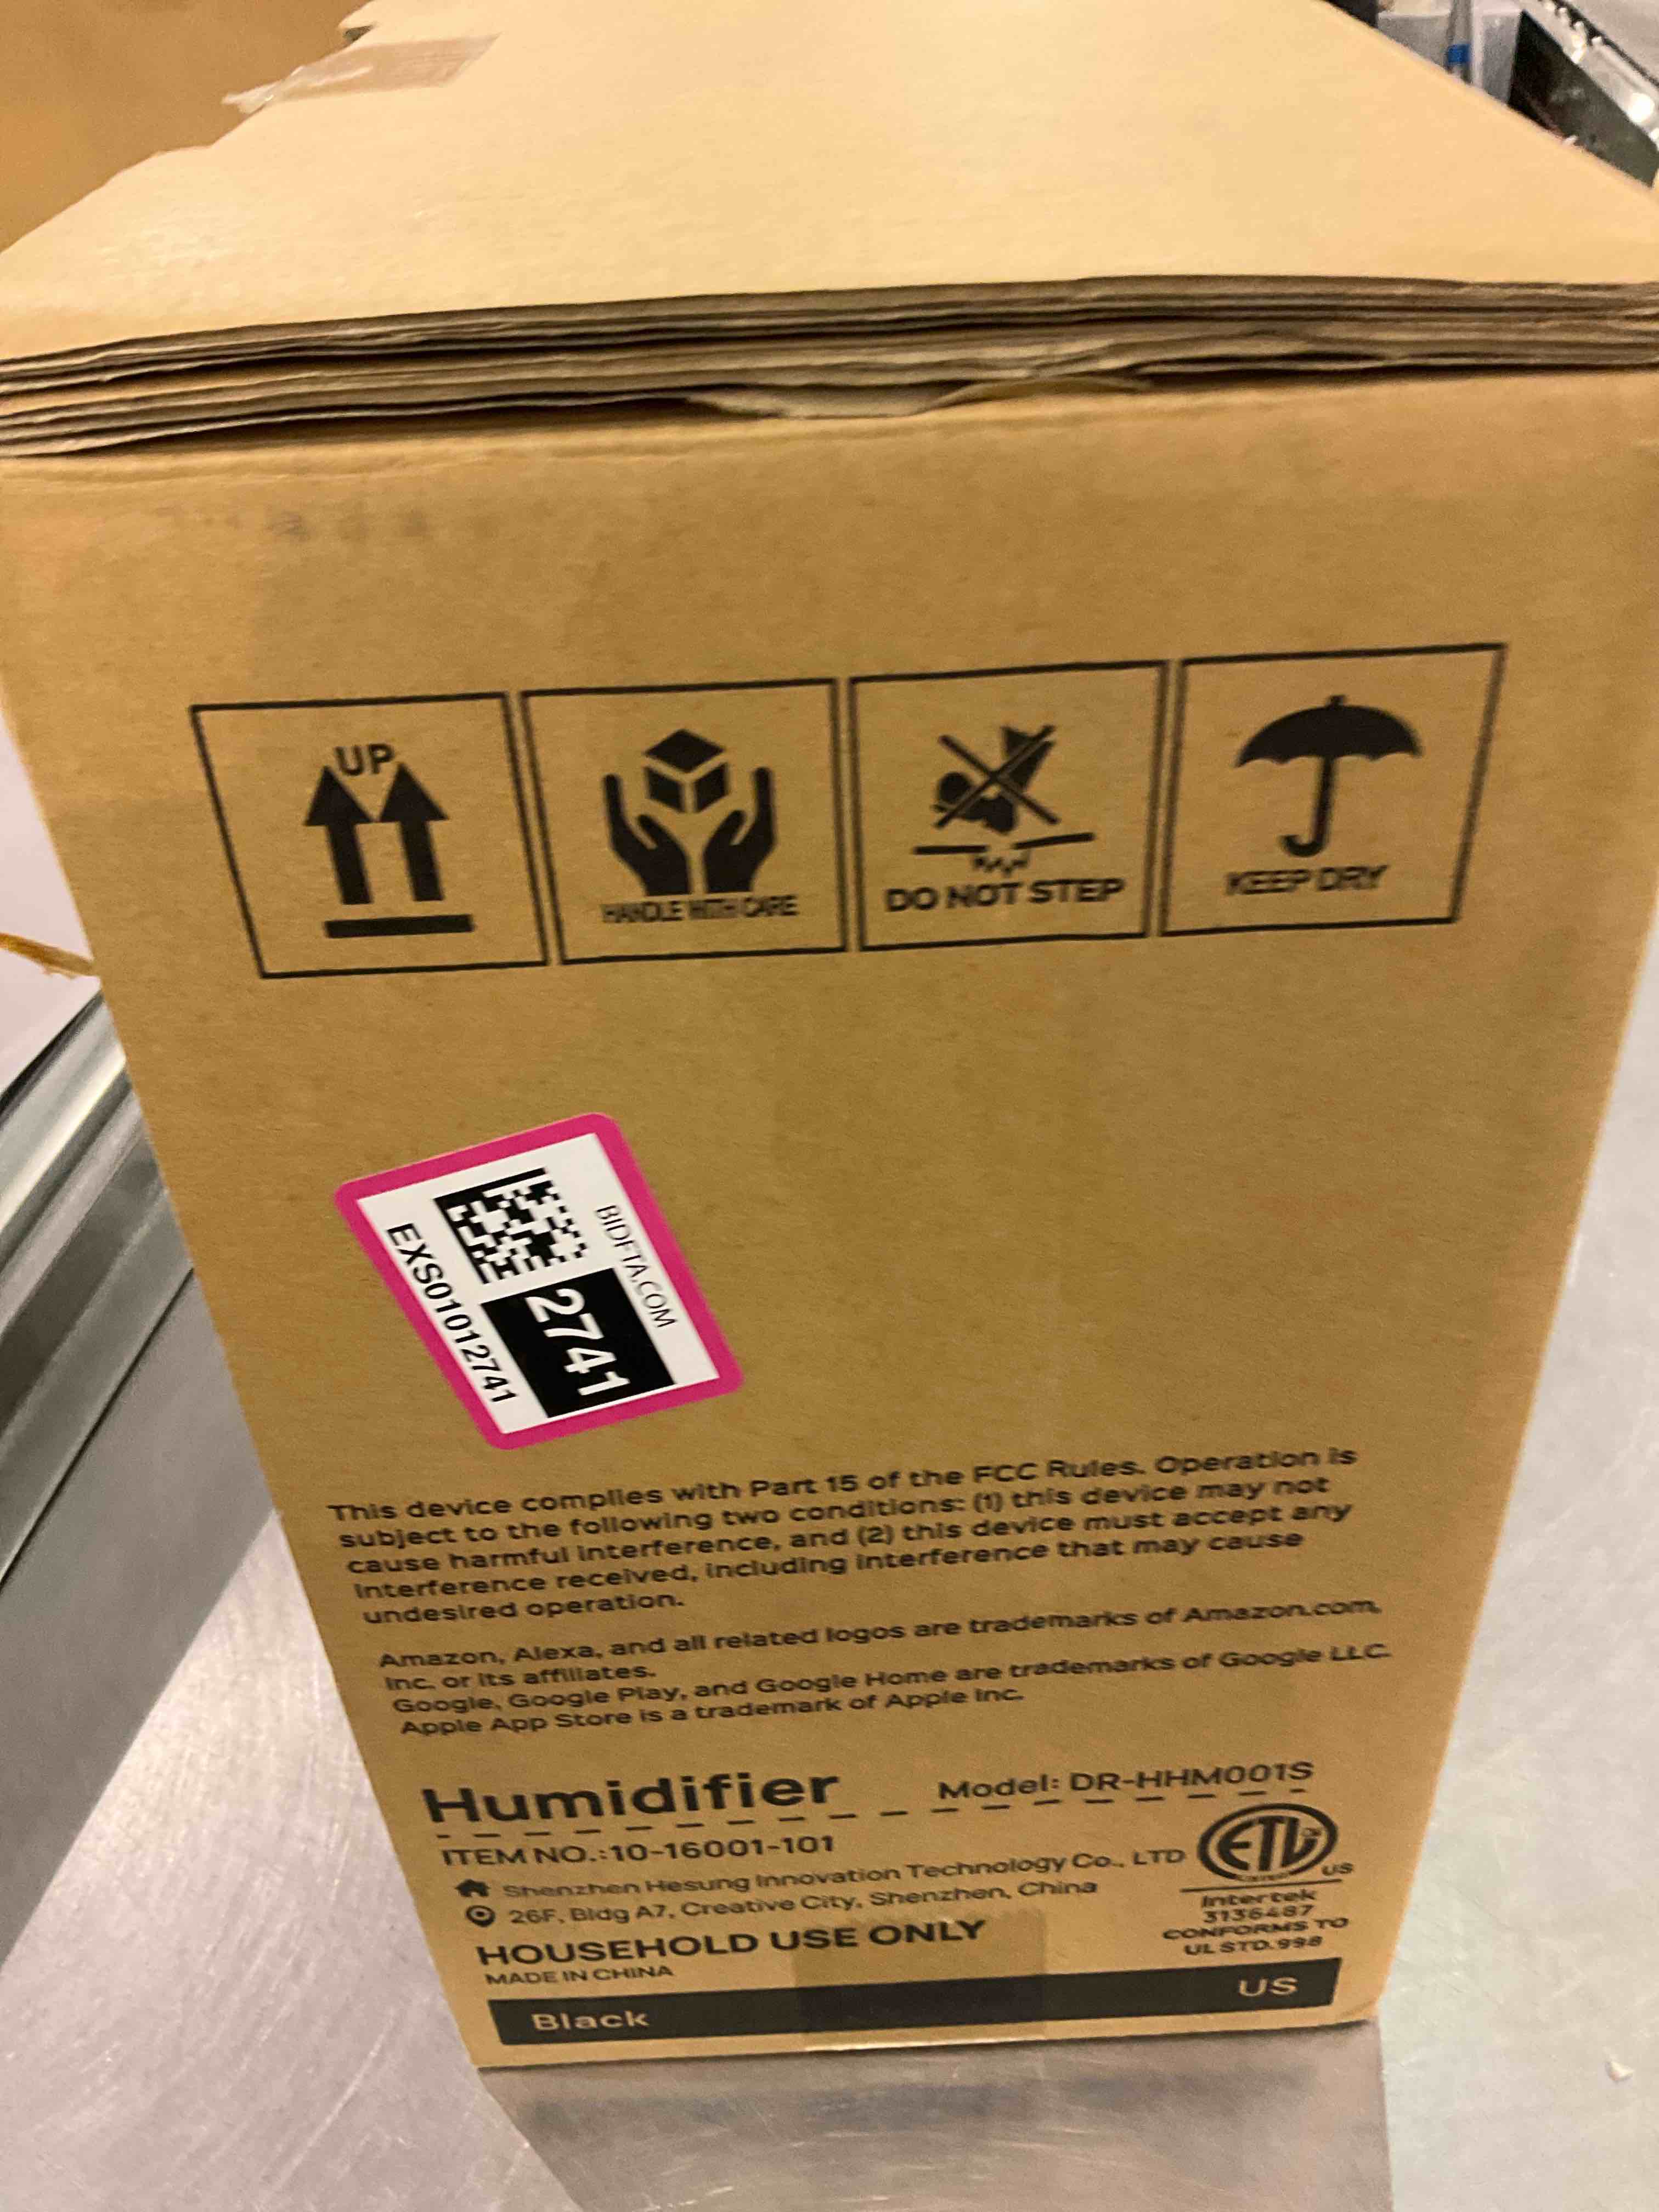 UP
HANDLE WITH CARE
DO NOT STEP
KEEP DRY
BIDFTA.COM
2741
EXS01012741
This device complies with Part 15 of the FCC Rules. Operation is
subject to the following two conditions: (1) this device may not
cause harmful interference, and (2) this device must accept any
interference received, including interference that may cause
undesired operation.
Amazon, Alexa, and all related logos are trademarks of Amazon.com,
Inc. or its affiliates.
Google, Google Play, and Google Home are trademarks of Google LLC.
Apple App Store is a trademark of Apple Inc.
Humidifier
Model: DR-HHM001S
ITEM NO.:10-16001-101
Shenzhen Hesung Innovation Technology Co., LTD
26F, Bldg A7, Creative City, Shenzhen, China
HOUSEHOLD USE ONLY
MADE IN CHINA
ETL
US
Intertek
3136487
CONFORMS TO
UL STD.998
Black
US